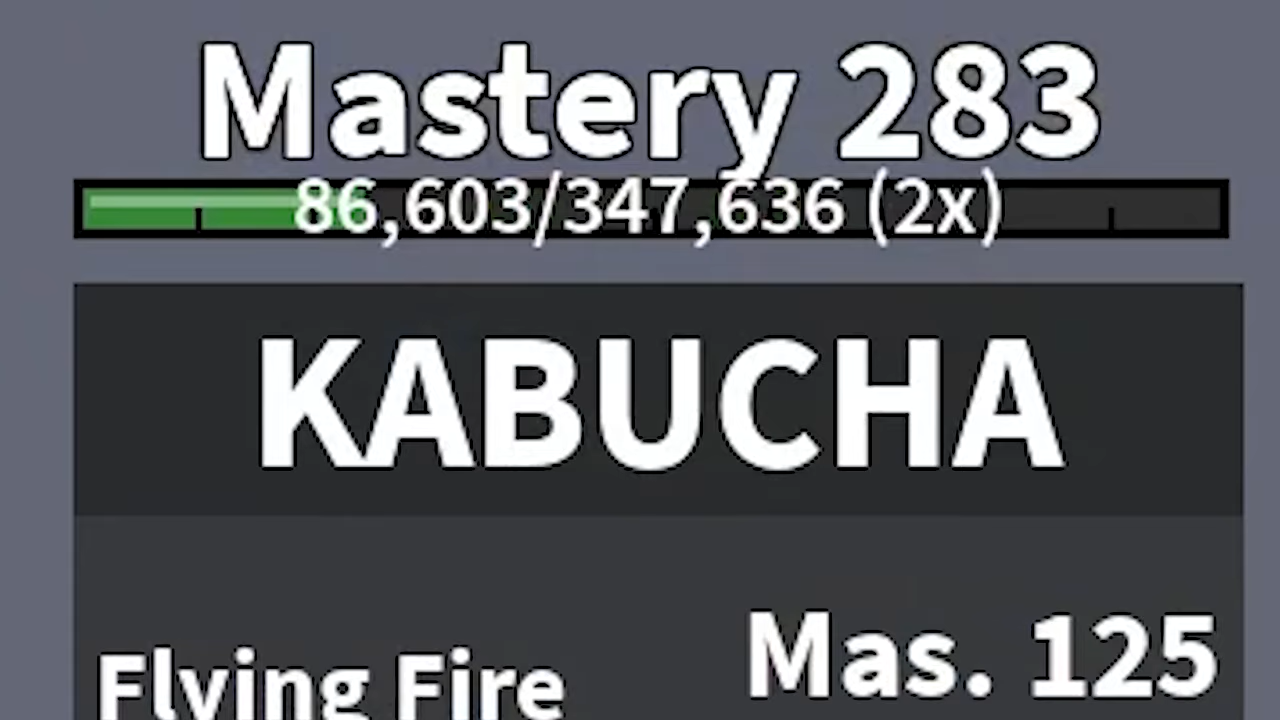 Mastery 283
86,603/347,636 (2x)
KABUCHA
Mas. 125
Flying Fire